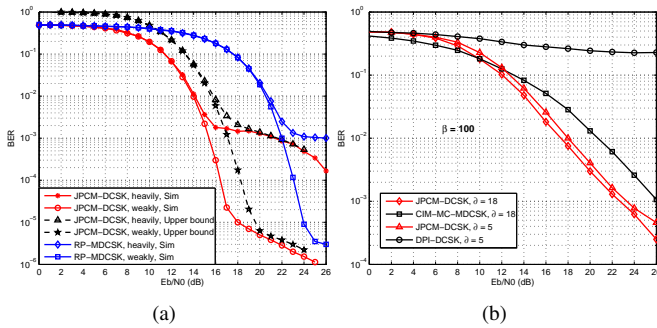 10^0
10^-1
10^-2
10^-3
10^-4
10^-5
10^-6
BER
0 2 4 6 8 10 12 14 16 18 20 22 24 26
Eb/N0 (dB)
JPCM-DCSK, heavily, Sim
JPCM-DCSK, weakly, Sim
JPCM-DCSK, heavily, Upper bound
JPCM-DCSK, weakly, Upper bound
RP-MDCSK, heavily, Sim
RP-MDCSK, weakly, Sim
(a)
10^0
10^-1
10^-2
10^-3
10^-4
BER
0 2 4 6 8 10 12 14 16 18 20 22 24 26
Eb/N0 (dB)
β = 100
JPCM-DCSK, ∂ = 18
CIM-MC-MDCSK, ∂ = 18
JPCM-DCSK, ∂ = 5
DPI-DCSK, ∂ = 5
(b)